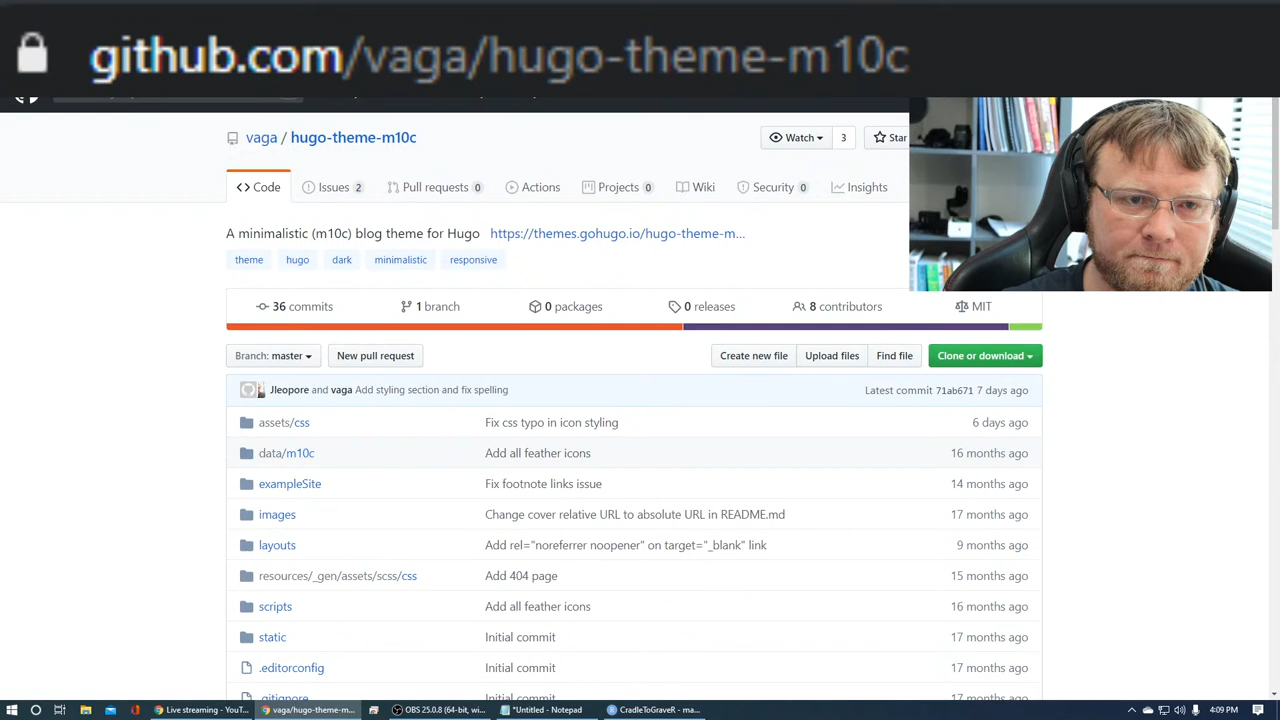 github.com/vaga/hugo-theme-m10c
vaga / hugo-theme-m10c
Watch 3 Star
Code Issues 2 Pull requests 0 Actions Projects 0 Wiki Security 0 Insights
A minimalistic (m10c) blog theme for Hugo https://themes.gohugo.io/hugo-theme-m...
theme hugo dark minimalistic responsive
36 commits 1 branch 0 packages 0 releases 8 contributors MIT
Branch: master New pull request Create new file Upload files Find file Clone or download
Jleopore and vaga Add styling section and fix spelling Latest commit 71ab671 7 days ago
assets/css Fix css typo in icon styling 6 days ago
data/m10c Add all feather icons 16 months ago
exampleSite Fix footnote links issue 14 months ago
images Change cover relative URL to absolute URL in README.md 17 months ago
layouts Add rel="noreferrer noopener" on target="_blank" link 9 months ago
resources/_gen/assets/scss/css Add 404 page 15 months ago
scripts Add all feather icons 16 months ago
static Initial commit 17 months ago
.editorconfig Initial commit 17 months ago
.gitignore Initial commit 17 months ago
Live streaming - YouT... vaga/hugo-theme-m... OBS 25.0.8 (64-bit, wi... *Untitled - Notepad CradleToGraveR - ma... 4:09 PM